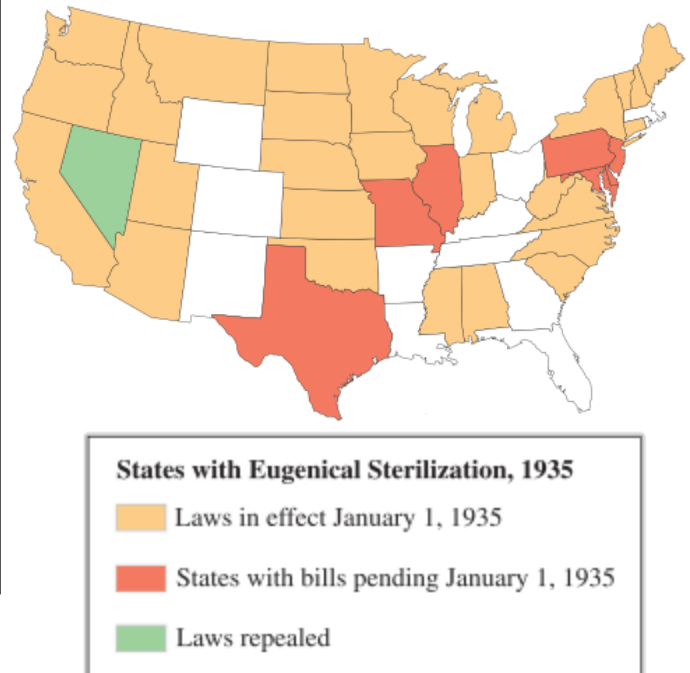 States with Eugenical Sterilization, 1935
Laws in effect January 1, 1935
States with bills pending January 1, 1935
Laws repealed